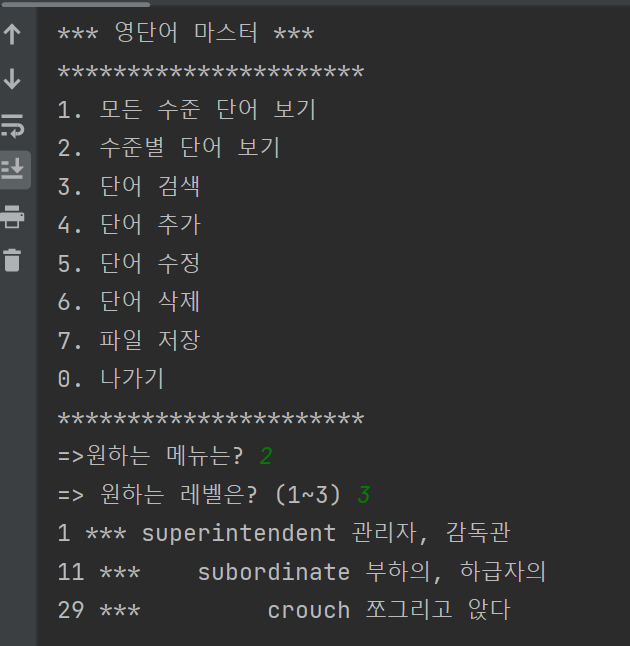 *** 영단어 마스터 ***
**********************
1. 모든 수준 단어 보기
2. 수준별 단어 보기
3. 단어 검색
4. 단어 추가
5. 단어 수정
6. 단어 삭제
7. 파일 저장
0. 나가기
**********************
=>원하는 메뉴는? 2
=> 원하는 레벨은? (1~3) 3
1 *** superintendent 관리자, 감독관
11 ***    subordinate 부하의, 하급자의
29 ***         crouch 쪼그리고 앉다